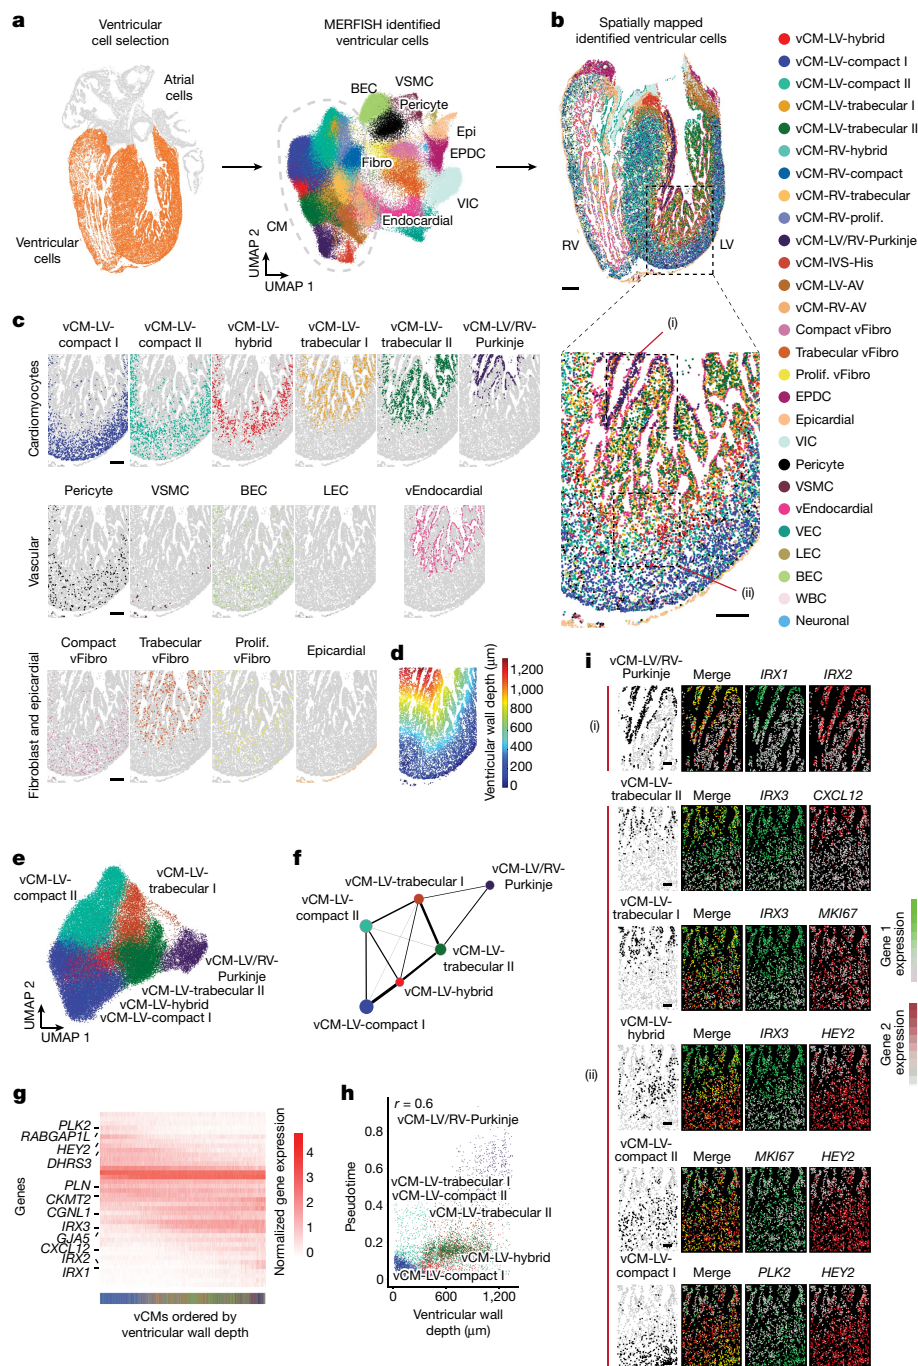 a
Ventricular
cell selection
Atrial
cells
Ventricular
cells
MERFISH identified
ventricular cells
BEC
VSMC
Pericyte
Epi
Fibro
EPDC
VIC
Endocardial
CM
UMAP 2
UMAP 1
b
Spatially mapped
identified ventricular cells
RV
LV
(i)
(ii)
vCM-LV-hybrid
vCM-LV-compact I
vCM-LV-compact II
vCM-LV-trabecular I
vCM-LV-trabecular II
vCM-RV-hybrid
vCM-RV-compact
vCM-RV-trabecular
vCM-RV-prolif.
vCM-LV/RV-Purkinje
vCM-IVS-His
vCM-LV-AV
vCM-RV-AV
Compact vFibro
Trabecular vFibro
Prolif. vFibro
EPDC
Epicardial
VIC
Pericyte
VSMC
vEndocardial
VEC
LEC
BEC
WBC
Neuronal
c
Cardiomyocytes
vCM-LV-
compact I
vCM-LV-
compact II
vCM-LV-
hybrid
vCM-LV-
trabecular I
vCM-LV-
trabecular II
vCM-LV/RV-
Purkinje
Vascular
Pericyte
VSMC
BEC
LEC
vEndocardial
Fibroblast and epicardial
Compact
vFibro
Trabecular
vFibro
Prolif.
vFibro
Epicardial
d
Ventricular wall depth (μm)
1,200
1,000
800
600
400
200
0
e
vCM-LV-
compact II
vCM-LV-
trabecular I
vCM-LV/RV-
Purkinje
vCM-LV-trabecular II
vCM-LV-hybrid
vCM-LV-compact I
UMAP 2
UMAP 1
f
vCM-LV/RV-
Purkinje
vCM-LV-trabecular I
vCM-LV-
compact II
vCM-LV-
trabecular II
vCM-LV-hybrid
vCM-LV-compact I
g
Genes
PLK2
RABGAP1L
HEY2
DHRS3
PLN
CKMT2
CGNL1
IRX3
GJA5
CXCL12
IRX2
IRX1
vCMs ordered by
ventricular wall depth
Normalized gene expression
4
3
2
1
0
h
r = 0.6
vCM-LV/RV-Purkinje
vCM-LV-trabecular I
vCM-LV-compact II
vCM-LV-trabecular II
vCM-LV-hybrid
vCM-LV-compact I
Pseudotime
0.8
0.6
0.4
0.2
0
0
600
1,200
Ventricular wall
depth (μm)
i
vCM-LV/RV-
Purkinje
Merge
IRX1
IRX2
(i)
vCM-LV-
trabecular II
Merge
IRX3
CXCL12
vCM-LV-
trabecular I
Merge
IRX3
MKI67
vCM-LV-
hybrid
Merge
IRX3
HEY2
(ii)
vCM-LV-
compact II
Merge
MKI67
HEY2
vCM-LV-
compact I
Merge
PLK2
HEY2
Gene 1
expression
Gene 2
expression